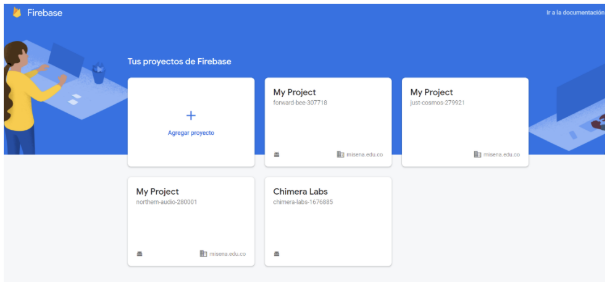 Firebase
Ir a la documentación
Tus proyectos de Firebase
Agregar proyecto
My Project
forward-bee-307718
misena.edu.co
My Project
just-cosmos-279921
misena.edu.co
My Project
northern-audio-280001
misena.edu.co
Chimera Labs
chimera-labs-1676885